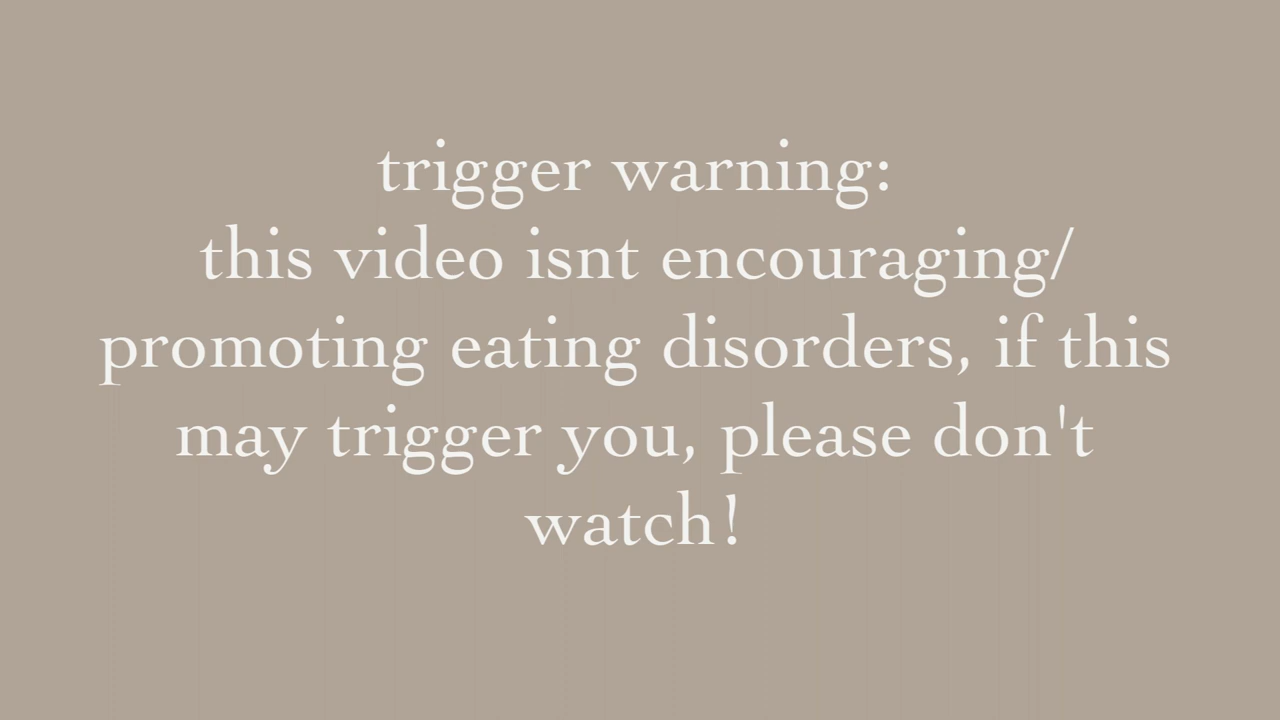 trigger warning:
this video isnt encouraging/
promoting eating disorders, if this
may trigger you, please don't
watch!